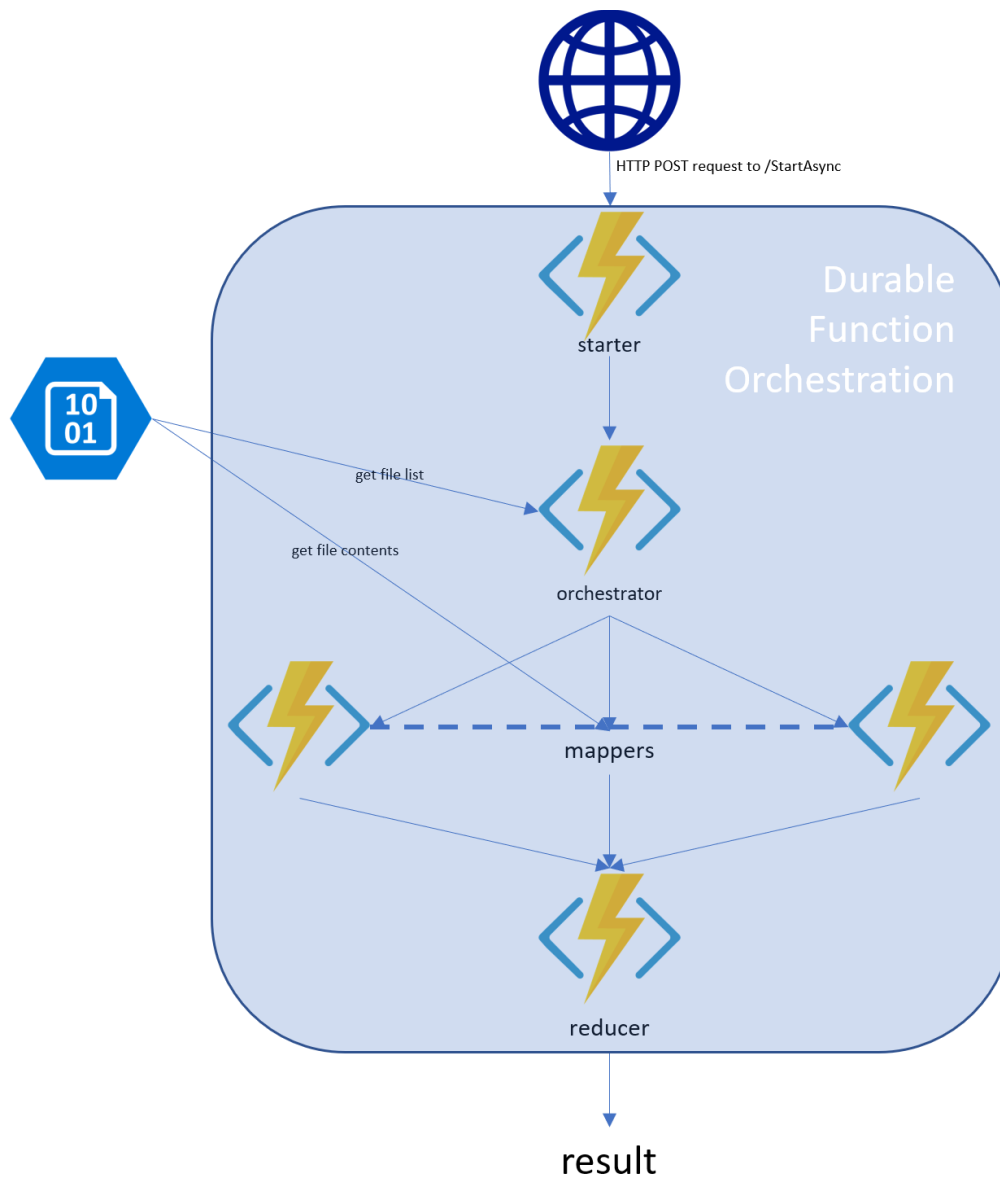 HTTP POST request to /StartAsync
Durable
Function
Orchestration
starter
10
01
get file list
get file contents
orchestrator
mappers
reducer
result